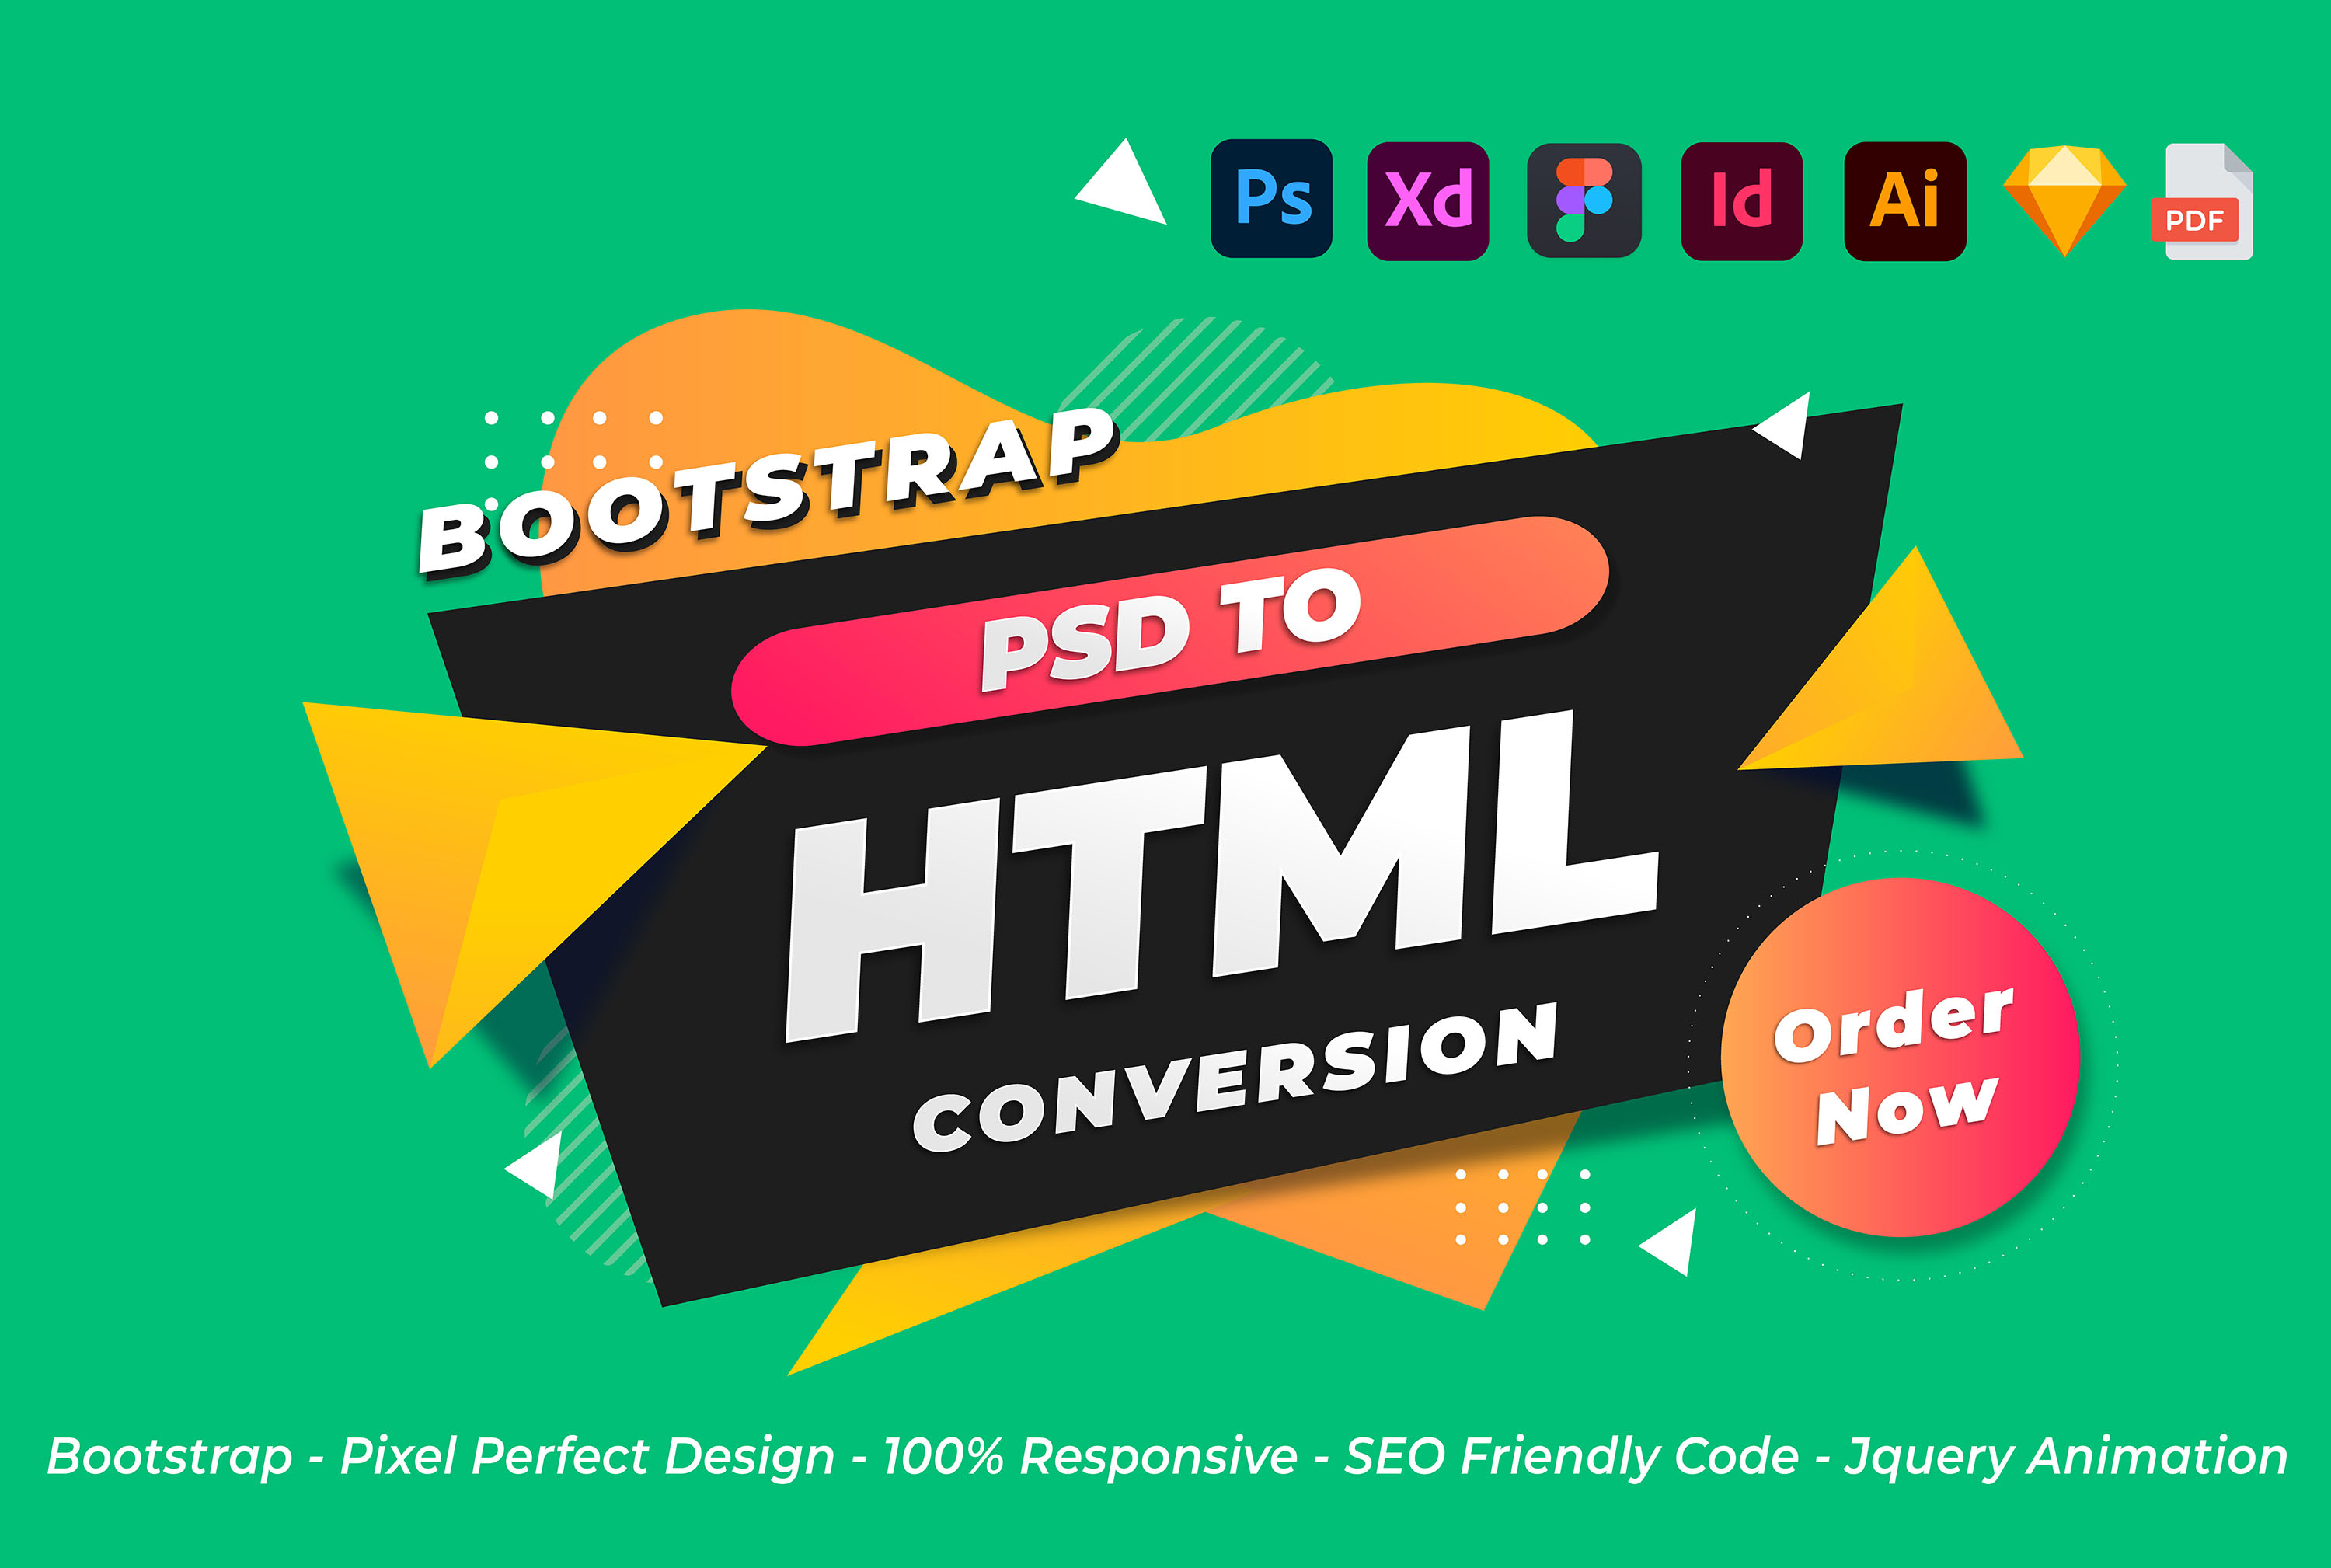 Ps Xd Id Ai PDF
BOOTSTRAP
PSD TO
HTML
CONVERSION
Order
Now
Bootstrap - Pixel Perfect Design - 100% Responsive - SEO Friendly Code - Jquery Animation